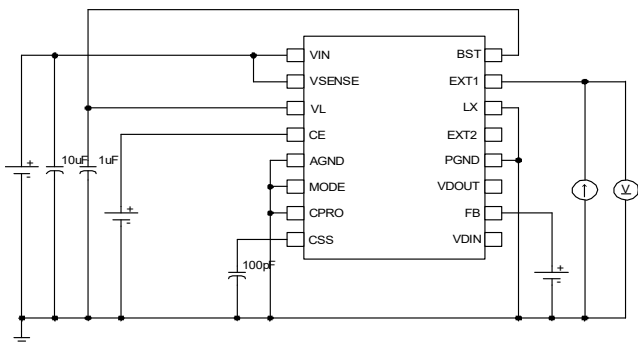 VIN BST
VSENSE EXT1
VL LX
CE EXT2
AGND PGND
MODE VDOUT
CPRO FB
CSS VDIN
+
-
10uF
1uF
+
-
100pF
+
-
V